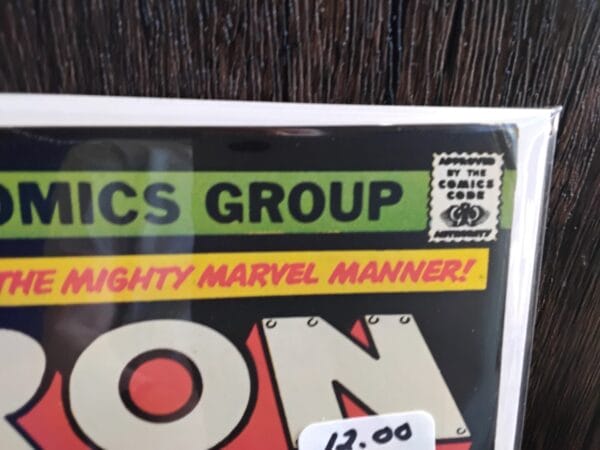 OMICS GROUP
APPROVED
BY THE
COMICS
CODE
AUTHORITY
THE MIGHTY MARVEL MANNER!
RON
12.00